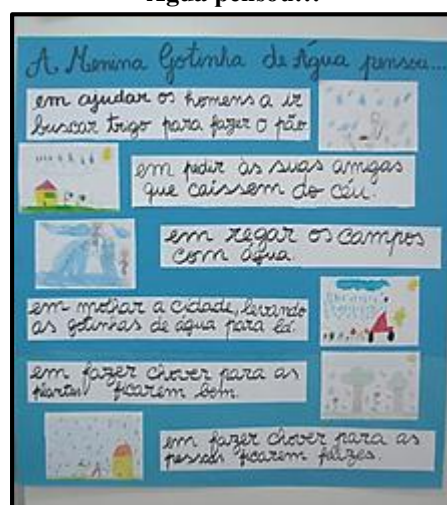 Água pensou...
A Menina Gotinha de Água pensou...
em ajudar os homens a ir
buscar trigo para fazer o pão
em pedir às suas amigas
que caíssem do céu.
em regar os campos
com água.
em molhar a cidade, levando
as gotinhas de água para lá.
em fazer chover para as
plantas ficarem bem.
em fazer chover para as
pessoas ficarem felizes.